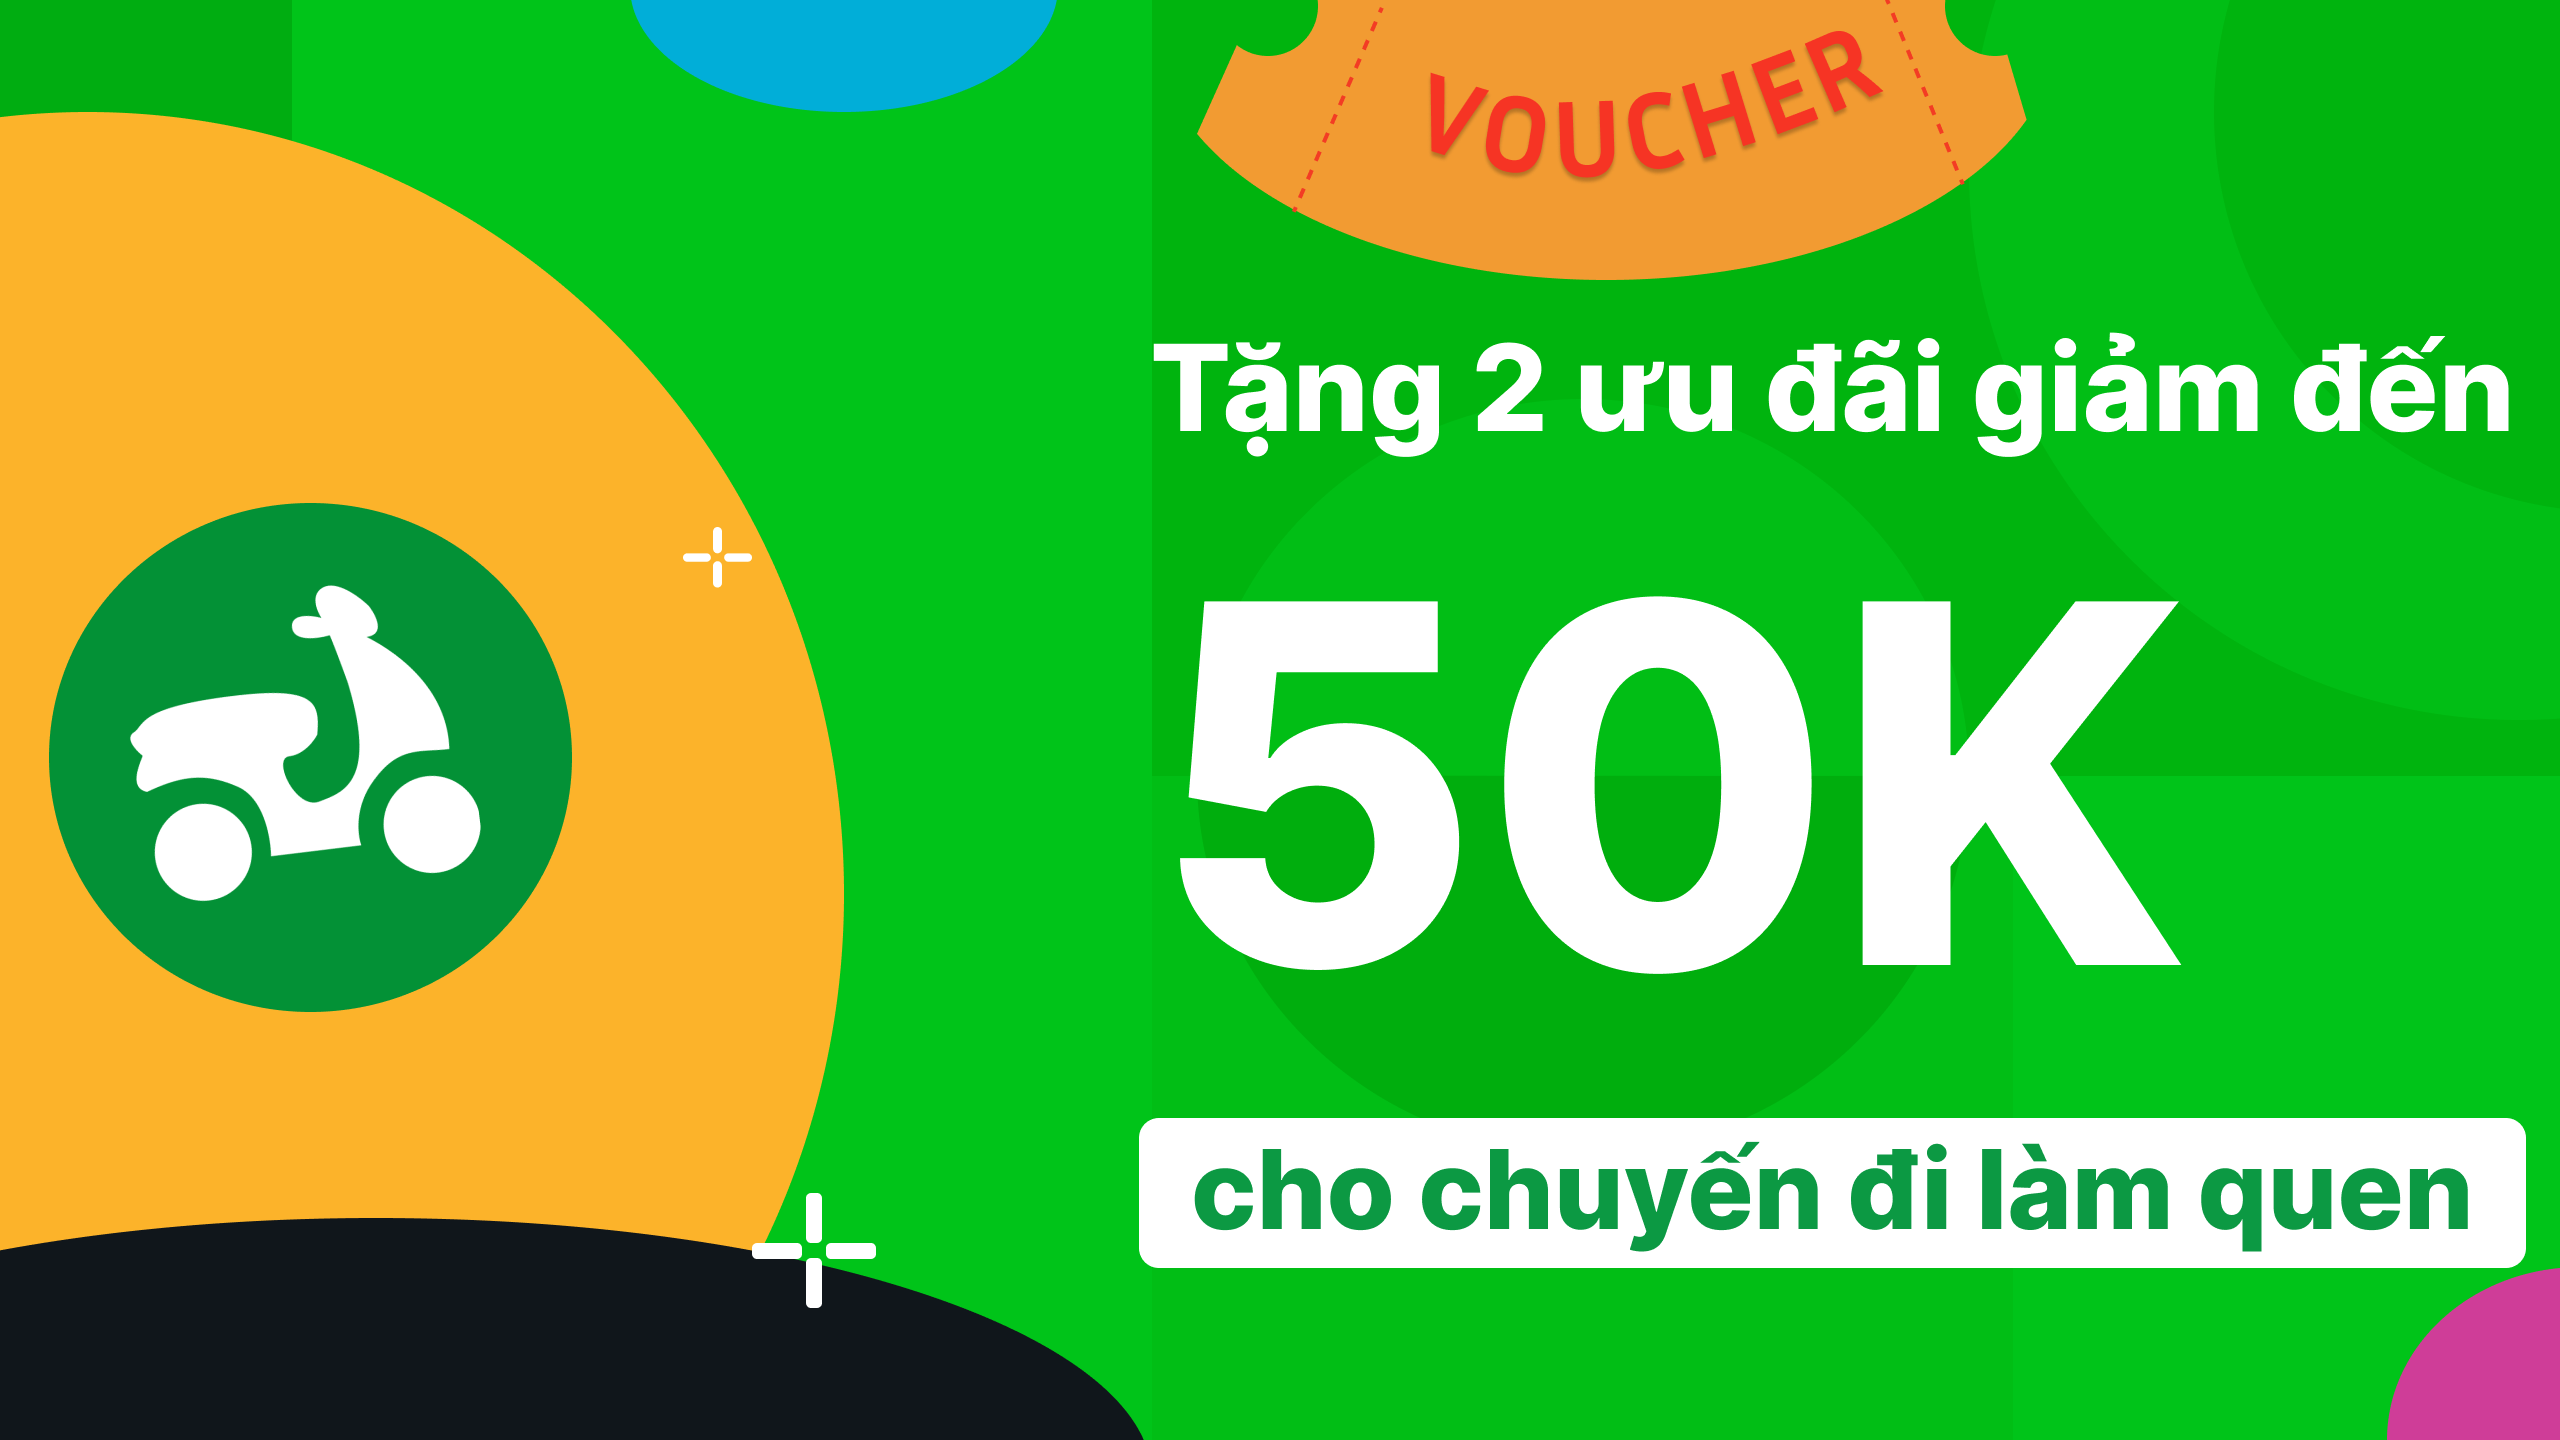 VOUCHER
Tặng 2 ưu đãi giảm đến
50K
cho chuyến đi làm quen